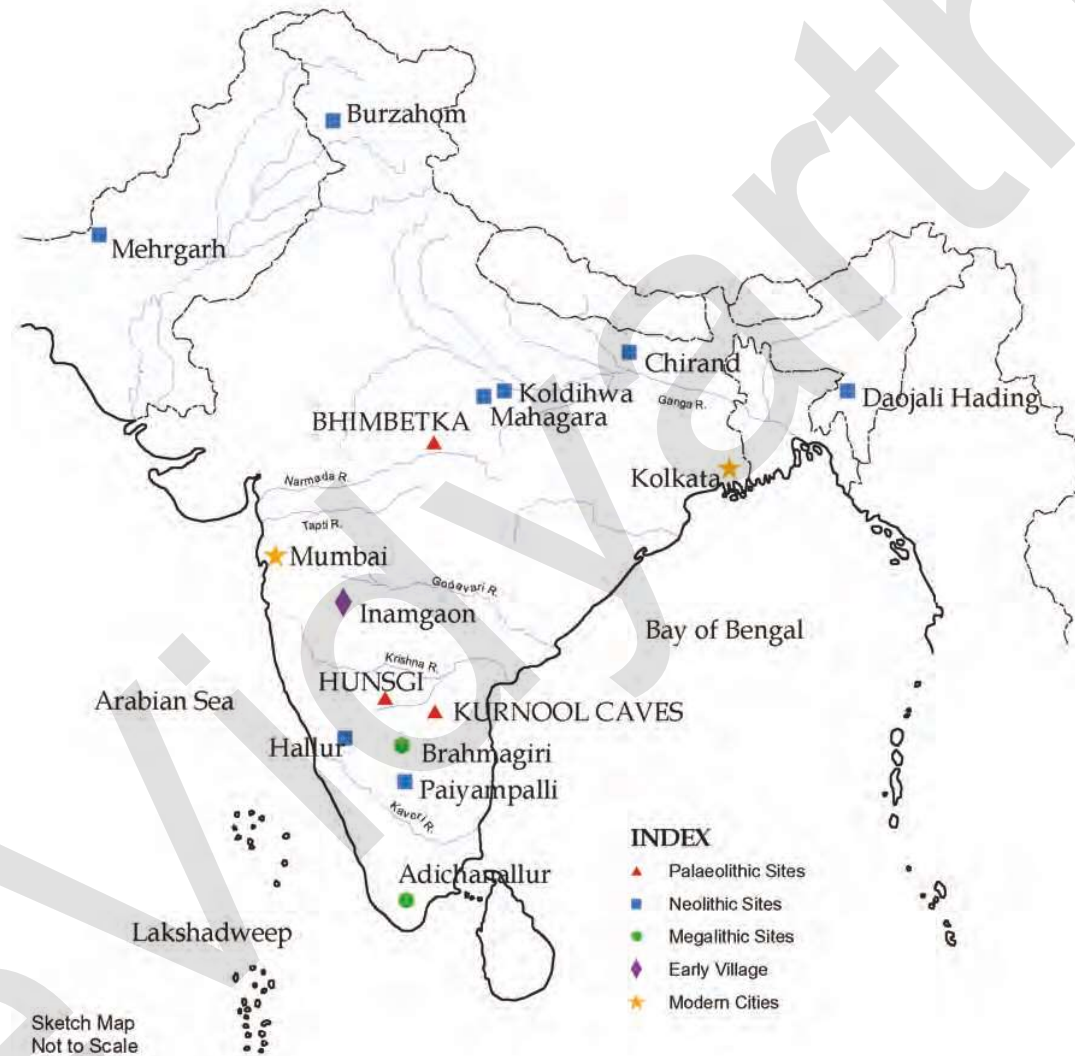 Burzahom
Mehrgarh
Chirand
Koldihwa
Mahagara
Daojali Hading
BHIMBETKA
Ganga R.
Kolkata
Narmada R.
Tapti R.
Mumbai
Godavari R.
Inamgaon
Bay of Bengal
Krishna R.
HUNSGI
Arabian Sea
KURNOOL CAVES
Hallur
Brahmagiri
Paiyampalli
Kaveri R.
INDEX
Adichanallur
Palaeolithic Sites
Neolithic Sites
Lakshadweep
Megalithic Sites
Early Village
Modern Cities
Sketch Map
Not to Scale
Vidyarth